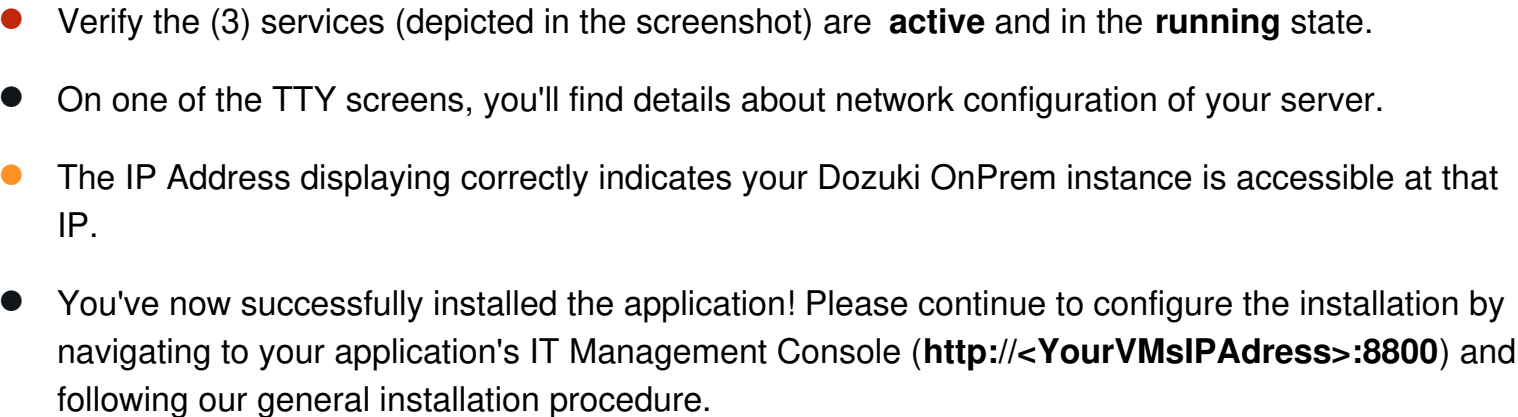 Verify the (3) services (depicted in the screenshot) are active and in the running state.
On one of the TTY screens, you'll find details about network configuration of your server.
The IP Address displaying correctly indicates your Dozuki OnPrem instance is accessible at that
IP.
You've now successfully installed the application! Please continue to configure the installation by
navigating to your application's IT Management Console (http://<YourVMsIPAdress>:8800) and
following our general installation procedure.